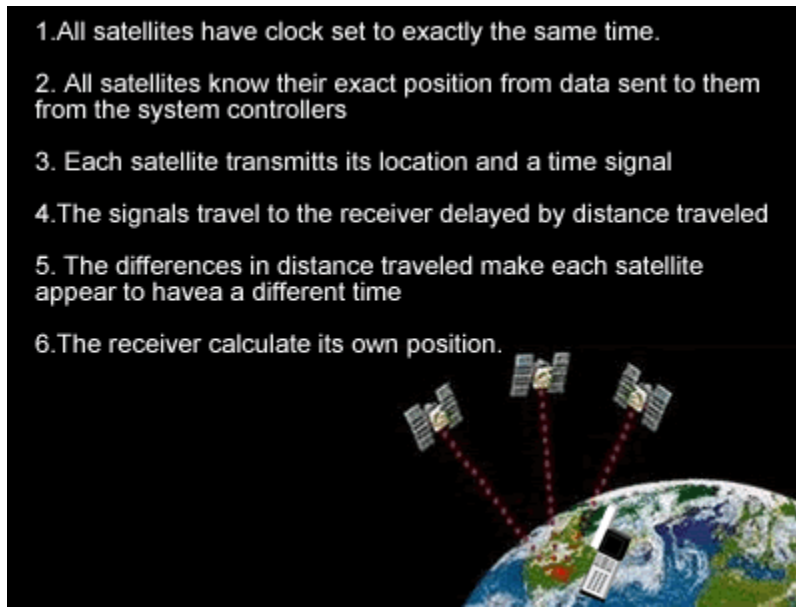 1.All satellites have clock set to exactly the same time.
2. All satellites know their exact position from data sent to them
from the system controllers
3. Each satellite transmitts its location and a time signal
4.The signals travel to the receiver delayed by distance traveled
5. The differences in distance traveled make each satellite
appear to havea a different time
6.The receiver calculate its own position.